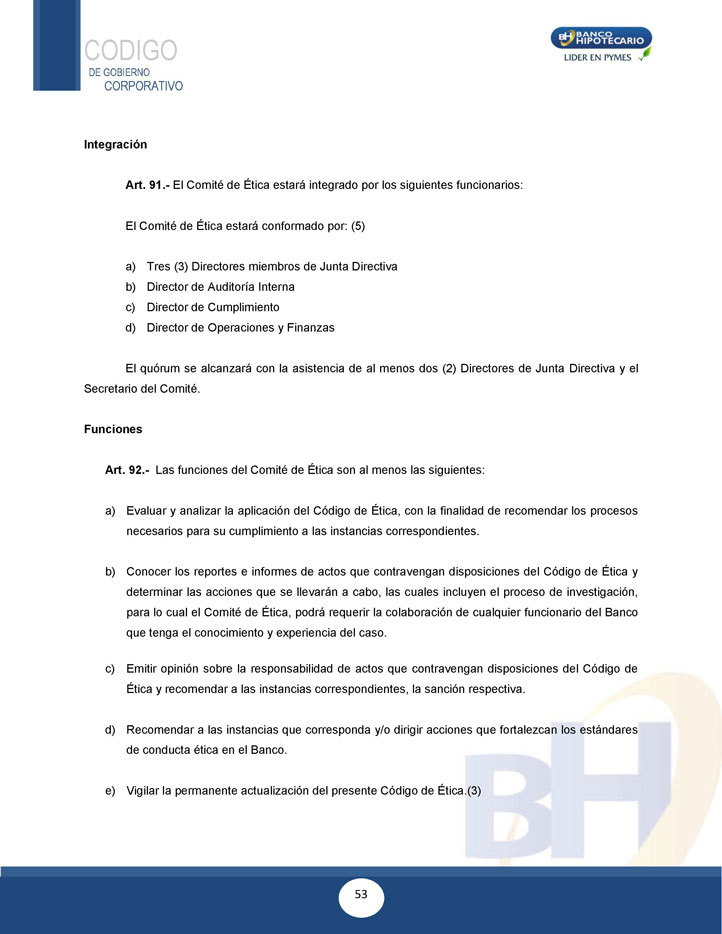 CODIGO
DE GOBIERNO
CORPORATIVO
BH BANCO
HIPOTECARIO
LIDER EN PYMES
Integración
Art. 91.- El Comité de Ética estará integrado por los siguientes funcionarios:
El Comité de Ética estará conformado por: (5)
a) Tres (3) Directores miembros de Junta Directiva
b) Director de Auditoría Interna
c) Director de Cumplimiento
d) Director de Operaciones y Finanzas
El quórum se alcanzará con la asistencia de al menos dos (2) Directores de Junta Directiva y el
Secretario del Comité.
Funciones
Art. 92.- Las funciones del Comité de Ética son al menos las siguientes:
a) Evaluar y analizar la aplicación del Código de Ética, con la finalidad de recomendar los procesos
necesarios para su cumplimiento a las instancias correspondientes.
b) Conocer los reportes e informes de actos que contravengan disposiciones del Código de Ética y
determinar las acciones que se llevarán a cabo, las cuales incluyen el proceso de investigación,
para lo cual el Comité de Ética, podrá requerir la colaboración de cualquier funcionario del Banco
que tenga el conocimiento y experiencia del caso.
c) Emitir opinión sobre la responsabilidad de actos que contravengan disposiciones del Código de
Ética y recomendar a las instancias correspondientes, la sanción respectiva.
d) Recomendar a las instancias que corresponda y/o dirigir acciones que fortalezcan los estándares
de conducta ética en el Banco.
e) Vigilar la permanente actualización del presente Código de Ética.(3)
BH
53